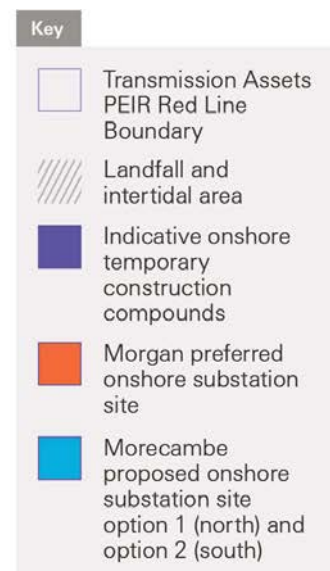 Key
Transmission Assets
PEIR Red Line
Boundary
Landfall and
intertidal area
Indicative onshore
temporary
construction
compounds
Morgan preferred
onshore substation
site
Morecambe
proposed onshore
substation site
option 1 (north) and
option 2 (south)